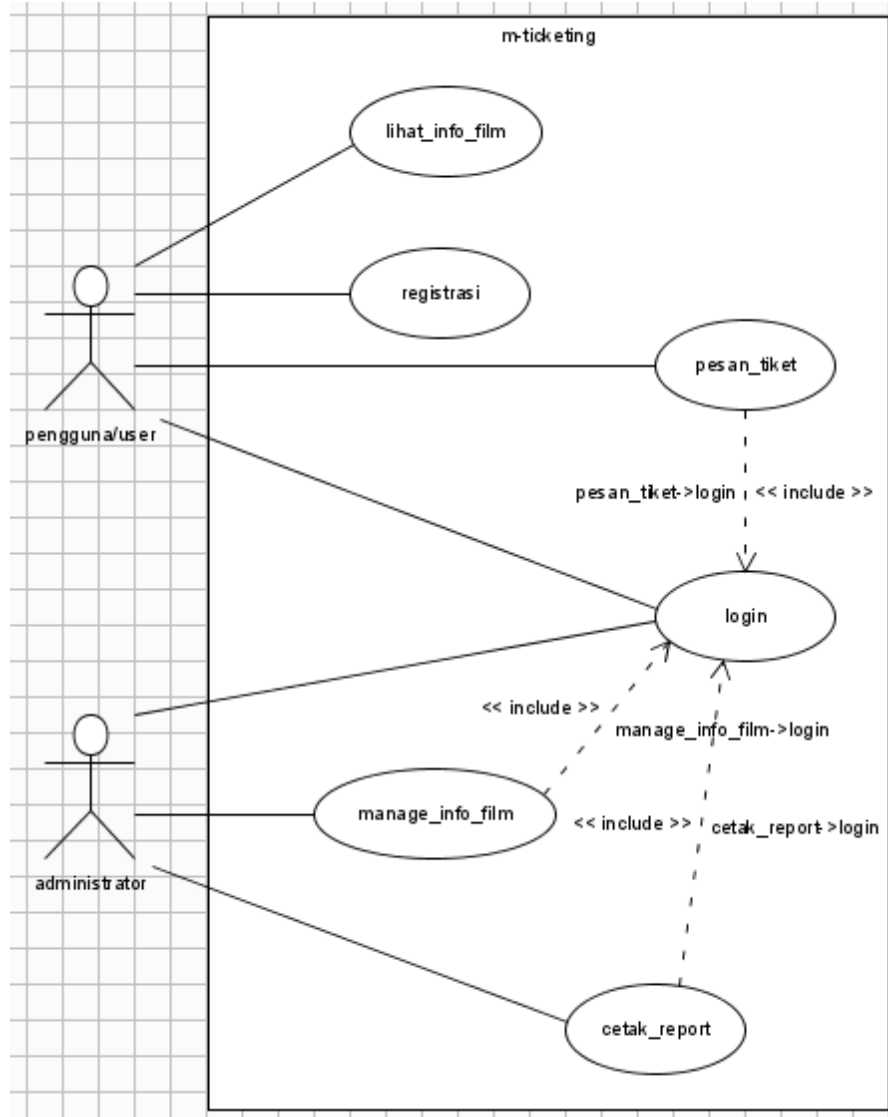 m-ticketing
lihat_info_film
registrasi
pesan_tiket
pengguna/user
pesan_tiket->login << include >>
login
<< include >>
manage_info_film->login
manage_info_film
<< include >> cetak_report->login
administrator
cetak_report